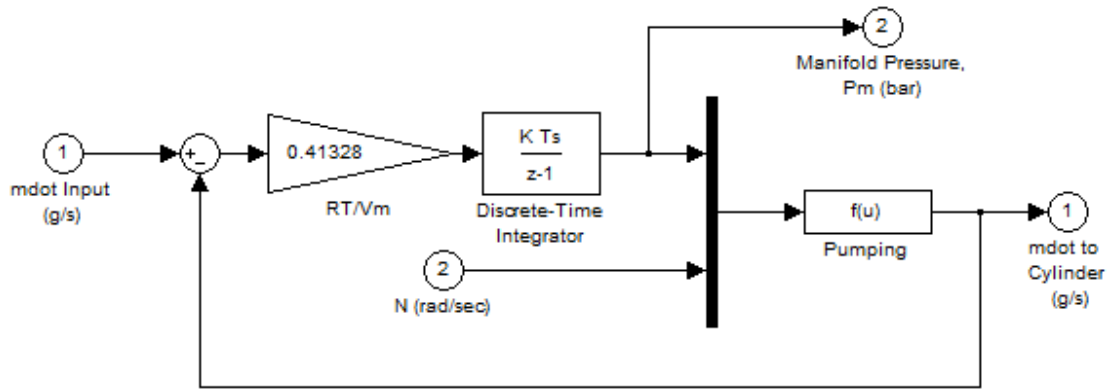 2
Manifold Pressure,
Pm (bar)
1
mdot Input
(g/s)
+
-
0.41328
RT/Vm
K Ts
z-1
Discrete-Time
Integrator
2
N (rad/sec)
f(u)
Pumping
1
mdot to
Cylinder
(g/s)